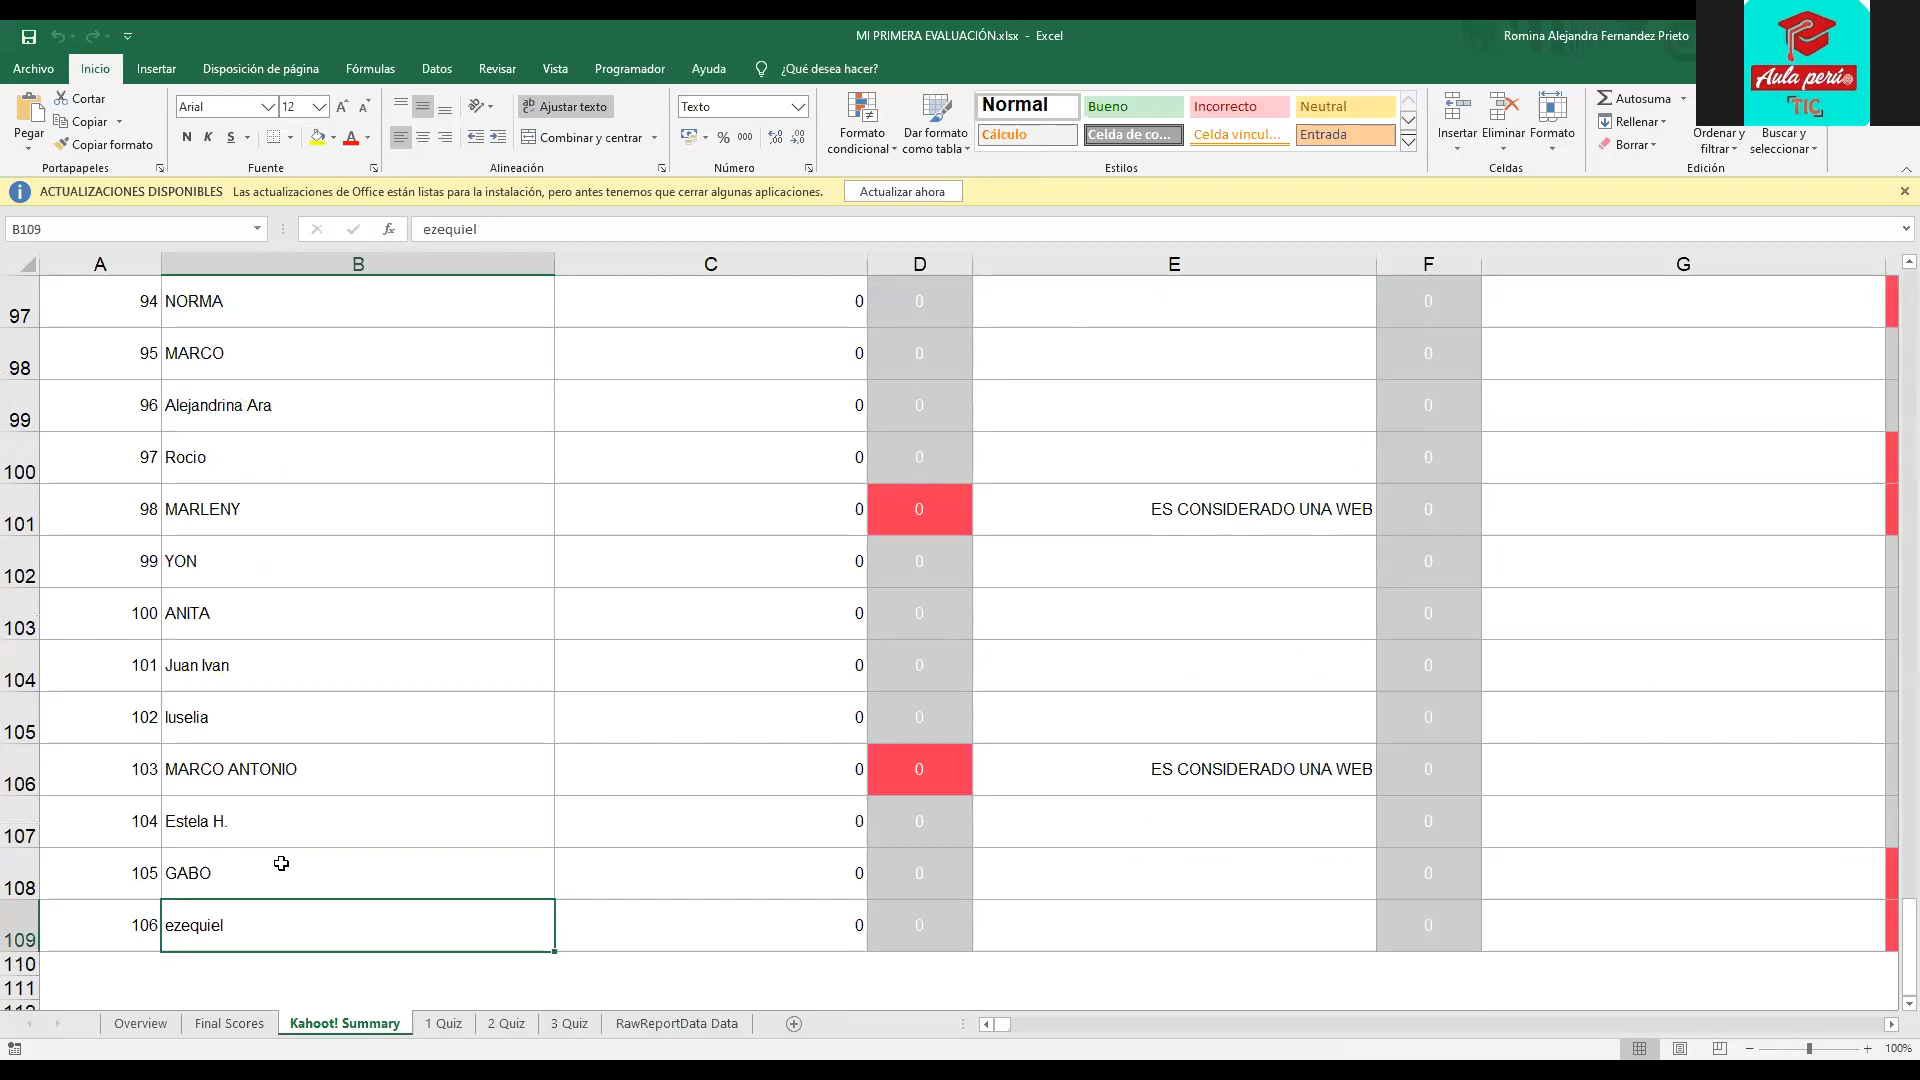 MI PRIMERA EVALUACIÓN.xlsx - Excel
Romina Alejandra Fernandez Prieto
Aula perú
TIC
Archivo Inicio Insertar Disposición de página Fórmulas Datos Revisar Vista Programador Ayuda ¿Qué desea hacer?
Pegar
Cortar
Copiar
Copiar formato
Portapapeles
Arial 12
N K S
A
Fuente
ab Ajustar texto
Combinar y centrar
Alineación
Texto
% 000
Número
Formato condicional
Dar formato como tabla
Normal Bueno Incorrecto Neutral
Cálculo Celda de co... Celda vincul... Entrada
Estilos
Insertar Eliminar Formato
Celdas
Autosuma
Rellenar
Borrar
Ordenar y filtrar
Buscar y seleccionar
Edición
ACTUALIZACIONES DISPONIBLES Las actualizaciones de Office están listas para la instalación, pero antes tenemos que cerrar algunas aplicaciones. Actualizar ahora
B109 fx ezequiel
A B C D E F G
97 94 NORMA 0 0 0
98 95 MARCO 0 0 0
99 96 Alejandrina Ara 0 0 0
100 97 Rocio 0 0 0
101 98 MARLENY 0 0 ES CONSIDERADO UNA WEB 0
102 99 YON 0 0 0
103 100 ANITA 0 0 0
104 101 Juan Ivan 0 0 0
105 102 luselia 0 0 0
106 103 MARCO ANTONIO 0 0 ES CONSIDERADO UNA WEB 0
107 104 Estela H. 0 0 0
108 105 GABO 0 0 0
109 106 ezequiel 0 0 0
110
111
Overview Final Scores Kahoot! Summary 1 Quiz 2 Quiz 3 Quiz RawReportData Data
100%